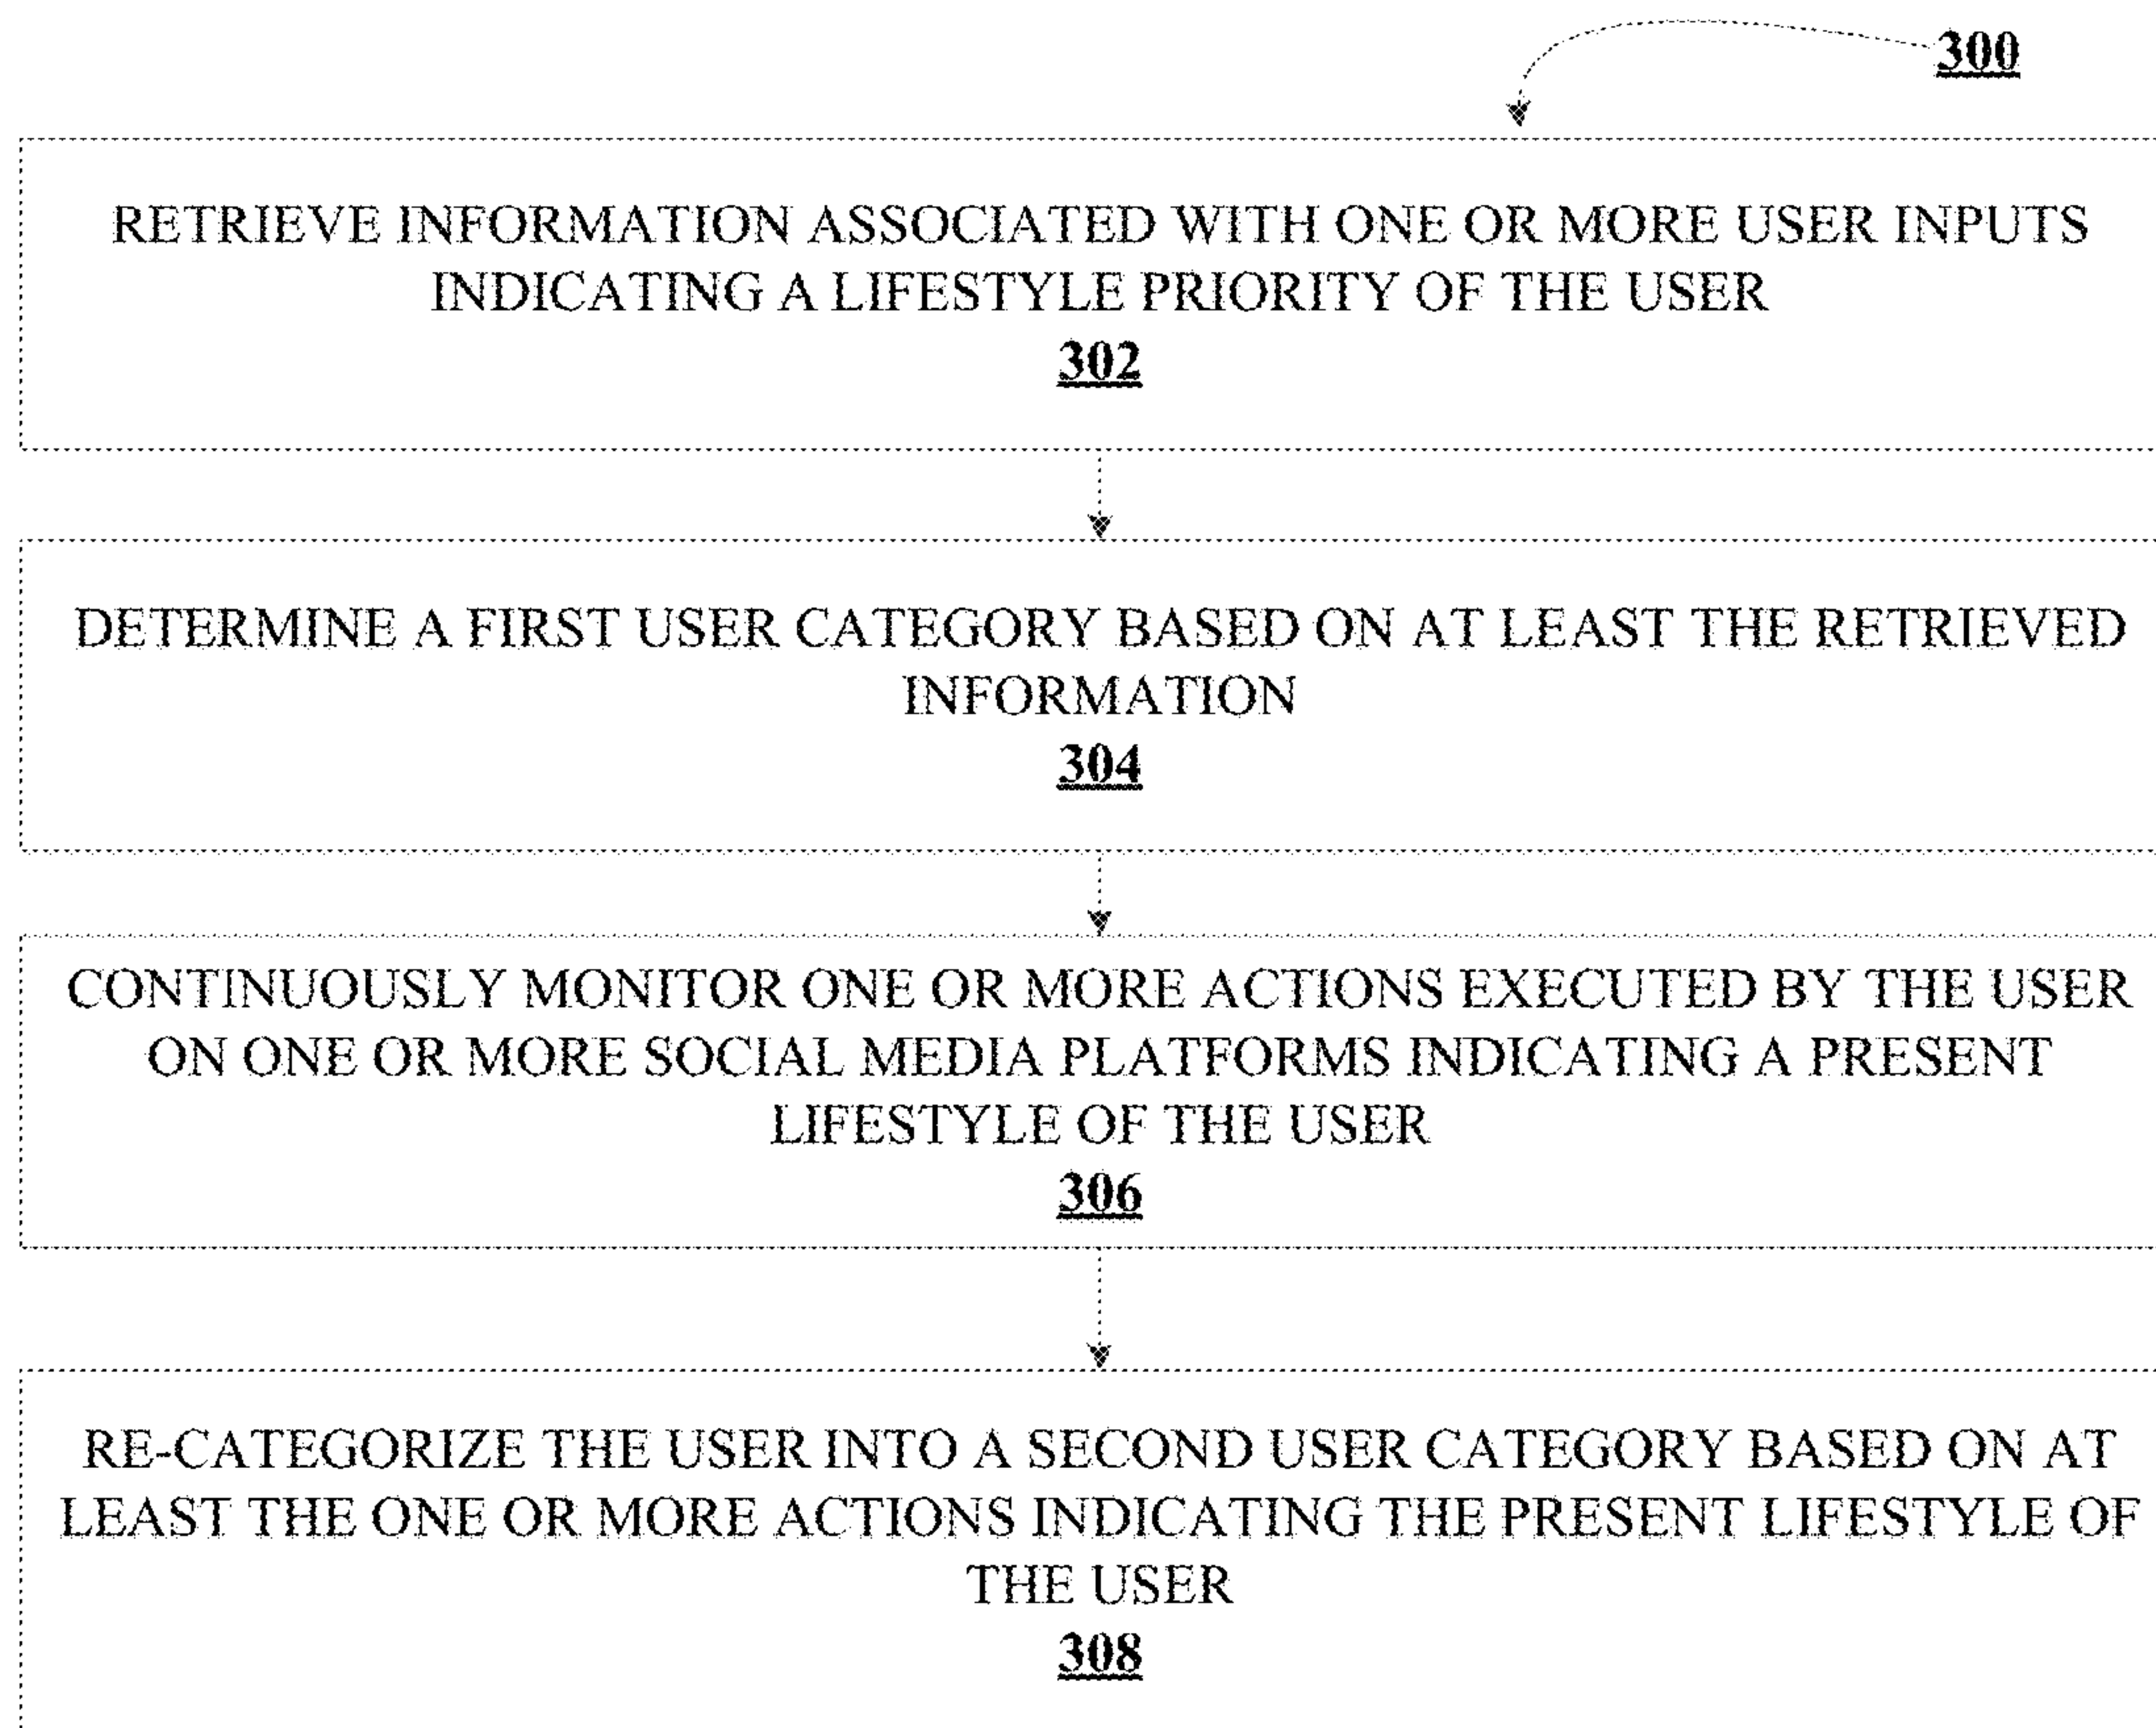 300
RETRIEVE INFORMATION ASSOCIATED WITH ONE OR MORE USER INPUTS
INDICATING A LIFESTYLE PRIORITY OF THE USER
302
DETERMINE A FIRST USER CATEGORY BASED ON AT LEAST THE RETRIEVED
INFORMATION
304
CONTINUOUSLY MONITOR ONE OR MORE ACTIONS EXECUTED BY THE USER
ON ONE OR MORE SOCIAL MEDIA PLATFORMS INDICATING A PRESENT
LIFESTYLE OF THE USER
306
RE-CATEGORIZE THE USER INTO A SECOND USER CATEGORY BASED ON AT
LEAST THE ONE OR MORE ACTIONS INDICATING THE PRESENT LIFESTYLE OF
THE USER
308